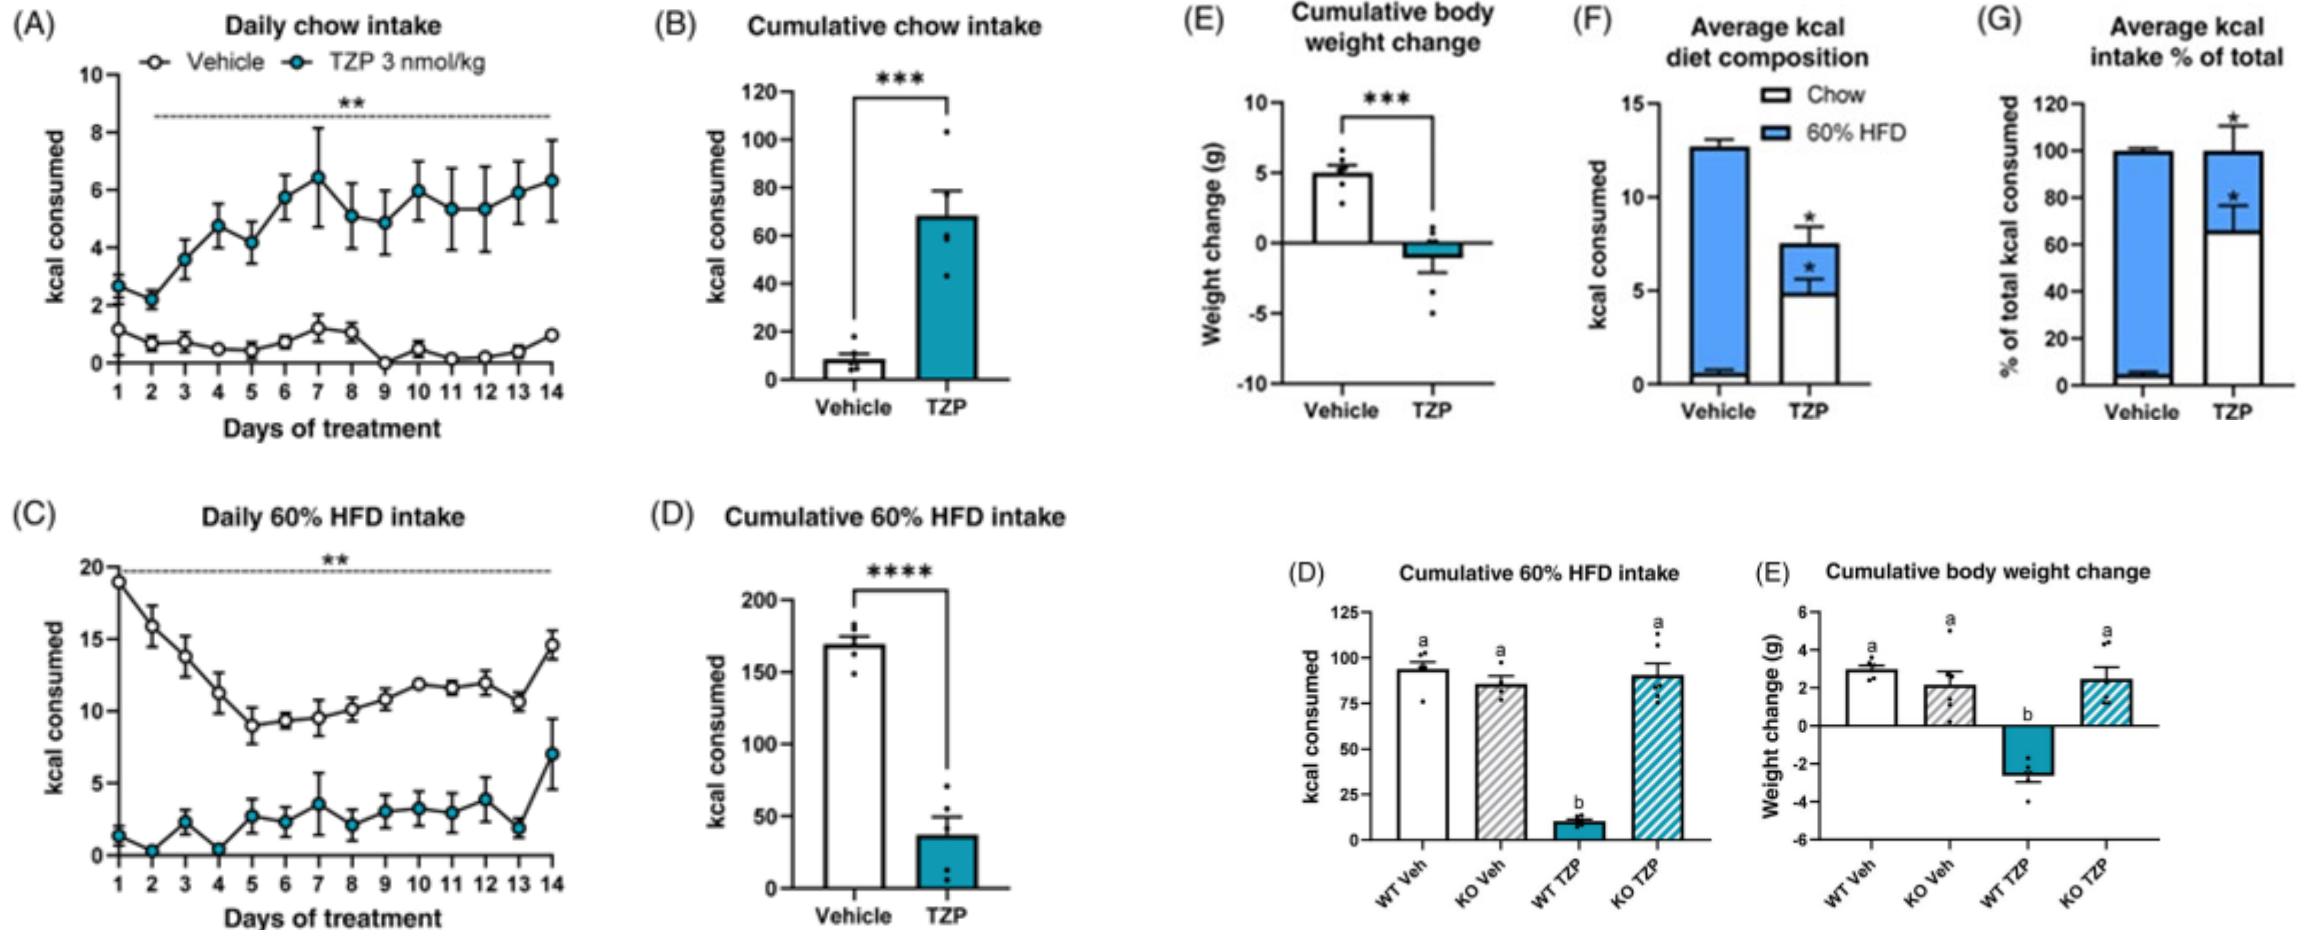 (A)
Daily chow intake
Vehicle
TZP 3 nmol/kg
**
kcal consumed
10
8
6
4
2
0
1 2 3 4 5 6 7 8 9 10 11 12 13 14
Days of treatment
(B)
Cumulative chow intake
***
kcal consumed
120
100
80
60
40
20
0
Vehicle TZP
(E)
Cumulative body
weight change
***
Weight change (g)
10
5
0
-5
-10
Vehicle TZP
(F)
Average kcal
diet composition
Chow
60% HFD
kcal consumed
15
10
5
0
*
*
Vehicle TZP
(G)
Average kcal
intake % of total
% of total kcal consumed
120
100
80
60
40
20
0
*
*
Vehicle TZP
(C)
Daily 60% HFD intake
**
kcal consumed
20
15
10
5
0
1 2 3 4 5 6 7 8 9 10 11 12 13 14
Days of treatment
(D)
Cumulative 60% HFD intake
****
kcal consumed
200
150
100
50
0
Vehicle TZP
(D)
Cumulative 60% HFD intake
kcal consumed
125
100
75
50
25
0
a a b a
WT Veh KO Veh WT TZP KO TZP
(E)
Cumulative body weight change
Weight change (g)
6
4
2
0
-2
-4
-6
a a b a
WT Veh KO Veh WT TZP KO TZP